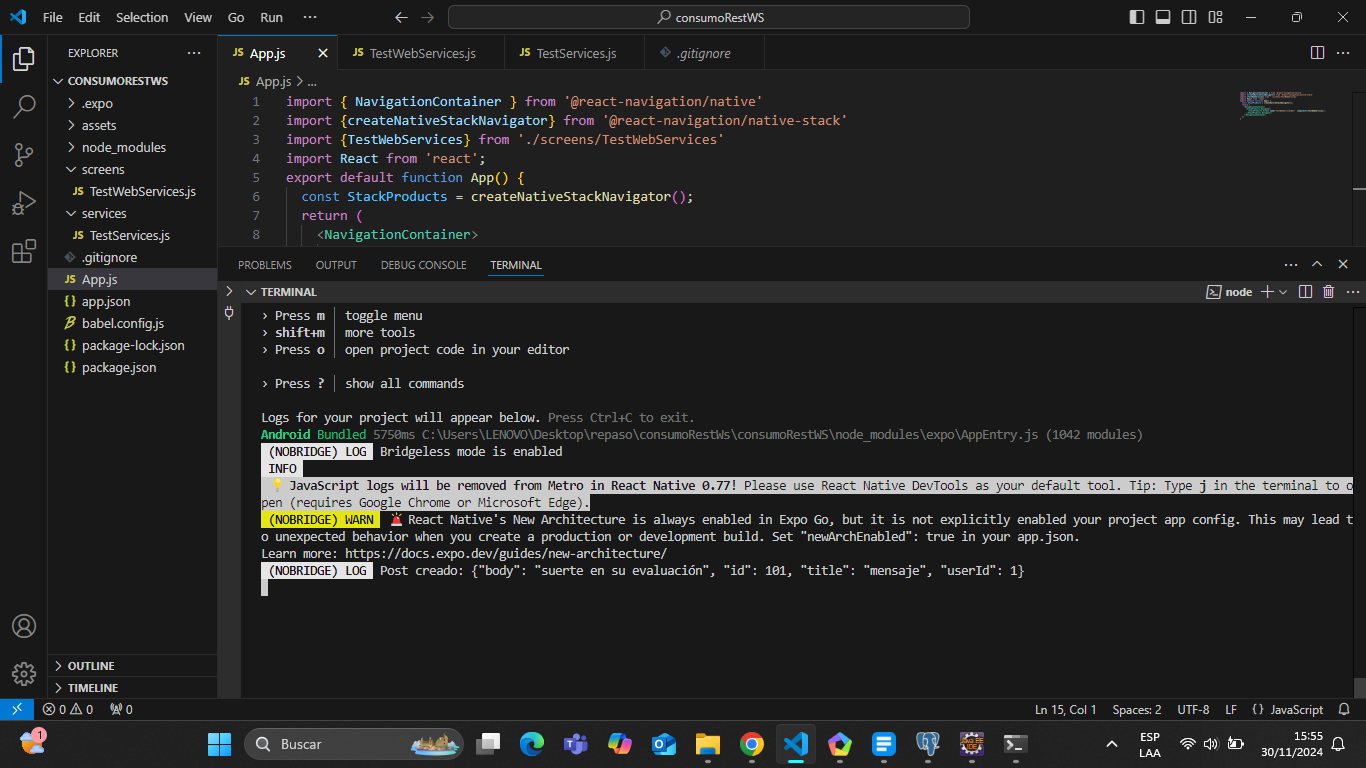 File Edit Selection View Go Run ···
consumoRestWS
EXPLORER ···
CONSUMORESTWS
.expo
assets
node_modules
screens
JS TestWebServices.js
services
JS TestServices.js
.gitignore
JS App.js
{} app.json
babel.config.js
{} package-lock.json
{} package.json
OUTLINE
TIMELINE
JS App.js
JS TestWebServices.js
JS TestServices.js
.gitignore
JS App.js > ...
1 import { NavigationContainer } from '@react-navigation/native'
2 import {createNativeStackNavigator} from '@react-navigation/native-stack'
3 import {TestWebServices} from './screens/TestWebServices'
4 import React from 'react';
5 export default function App() {
6 const StackProducts = createNativeStackNavigator();
7 return (
8 <NavigationContainer>
PROBLEMS OUTPUT DEBUG CONSOLE TERMINAL
TERMINAL
node
› Press m │ toggle menu
› shift+m │ more tools
› Press o │ open project code in your editor
› Press ? │ show all commands
Logs for your project will appear below. Press Ctrl+C to exit.
Android Bundled 5750ms C:\Users\LENOVO\Desktop\repaso\consumoRestWs\consumoRestWS\node_modules\expo\AppEntry.js (1042 modules)
(NOBRIDGE) LOG Bridgeless mode is enabled
INFO
💡 JavaScript logs will be removed from Metro in React Native 0.77! Please use React Native DevTools as your default tool. Tip: Type j in the terminal to o
pen (requires Google Chrome or Microsoft Edge).
(NOBRIDGE) WARN 🚨 React Native's New Architecture is always enabled in Expo Go, but it is not explicitly enabled your project app config. This may lead t
o unexpected behavior when you create a production or development build. Set "newArchEnabled": true in your app.json.
Learn more: https://docs.expo.dev/guides/new-architecture/
(NOBRIDGE) LOG Post creado: {"body": "suerte en su evaluación", "id": 101, "title": "mensaje", "userId": 1}
0 0 0
Ln 15, Col 1 Spaces: 2 UTF-8 LF {} JavaScript
1
Buscar
ESP
LAA
15:55
30/11/2024